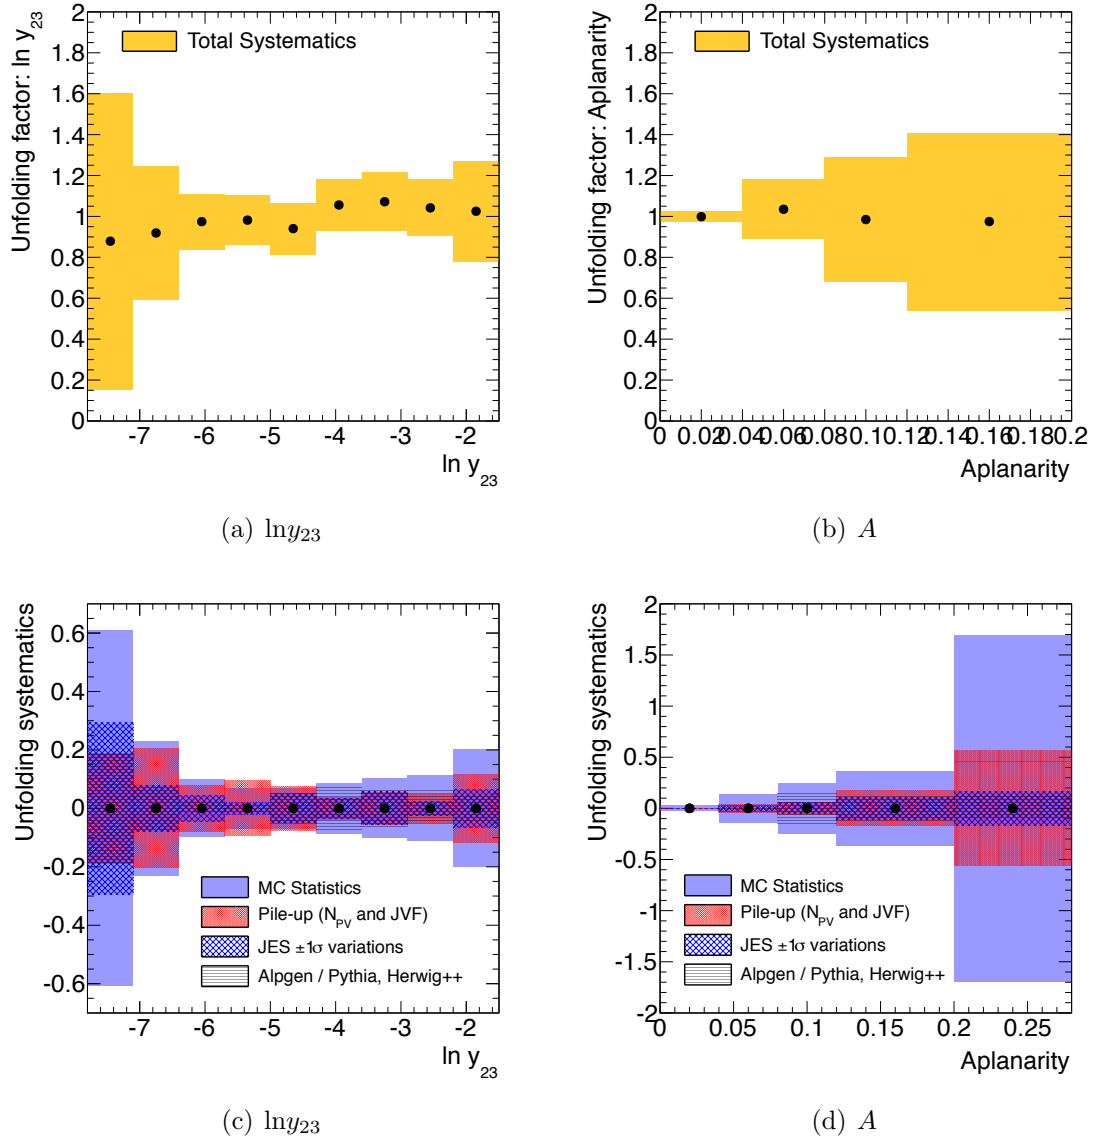 2
1.8
1.6
1.4
1.2
1
0.8
0.6
0.4
0.2
0
Unfolding factor: ln y23
Total Systematics
-7 -6 -5 -4 -3 -2
ln y23
(a) lny23
2
1.8
1.6
1.4
1.2
1
0.8
0.6
0.4
0.2
0
Unfolding factor: Aplanarity
Total Systematics
0 0.02 0.04 0.06 0.08 0.1 0.12 0.14 0.16 0.18 0.2
Aplanarity
(b) A
0.6
0.4
0.2
0
-0.2
-0.4
-0.6
Unfolding systematics
MC Statistics
Pile-up (NPV and JVF)
JES ±1σ variations
Alpgen / Pythia, Herwig++
-7 -6 -5 -4 -3 -2
ln y23
(c) lny23
2
1.5
1
0.5
0
-0.5
-1
-1.5
-2
Unfolding systematics
MC Statistics
Pile-up (NPV and JVF)
JES ±1σ variations
Alpgen / Pythia, Herwig++
0 0.05 0.1 0.15 0.2 0.25
Aplanarity
(d) A